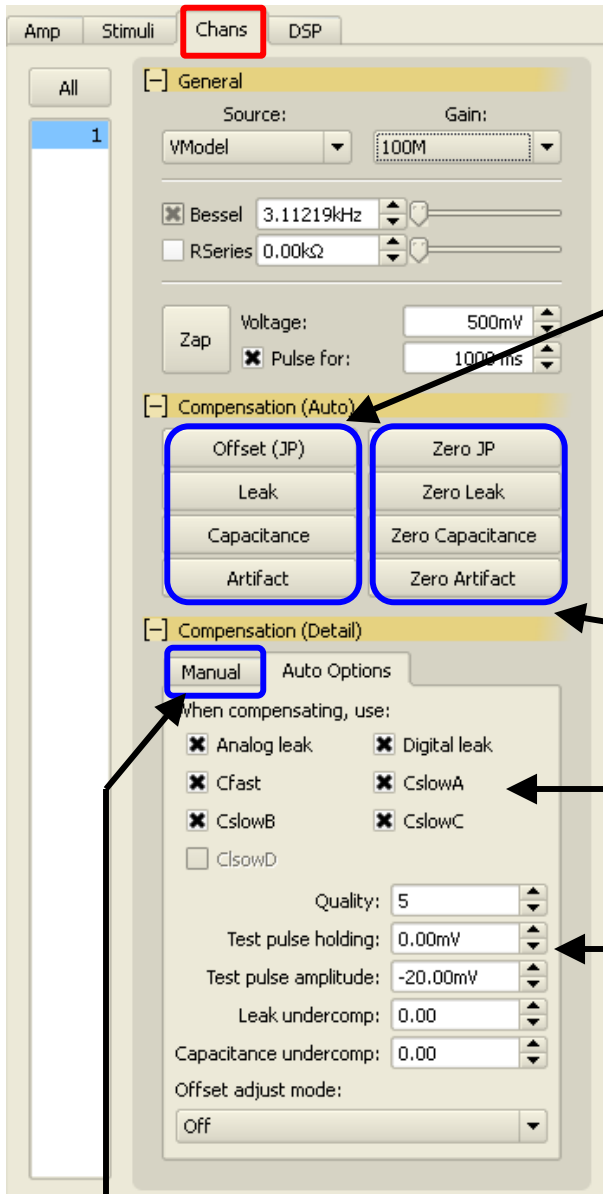 Amp Stimuli Chans DSP
All
1
[−] General
Source: Gain:
VModel 100M
Bessel 3.11219kHz
RSeries 0.00kΩ
Zap
Voltage: 500mV
Pulse for: 1000 ms
[−] Compensation (Auto)
Offset (JP) Zero JP
Leak Zero Leak
Capacitance Zero Capacitance
Artifact Zero Artifact
[−] Compensation (Detail)
Manual Auto Options
When compensating, use:
Analog leak Digital leak
Cfast CslowA
CslowB CslowC
ClsowD
Quality: 5
Test pulse holding: 0.00mV
Test pulse amplitude: -20.00mV
Leak undercomp: 0.00
Capacitance undercomp: 0.00
Offset adjust mode:
Off